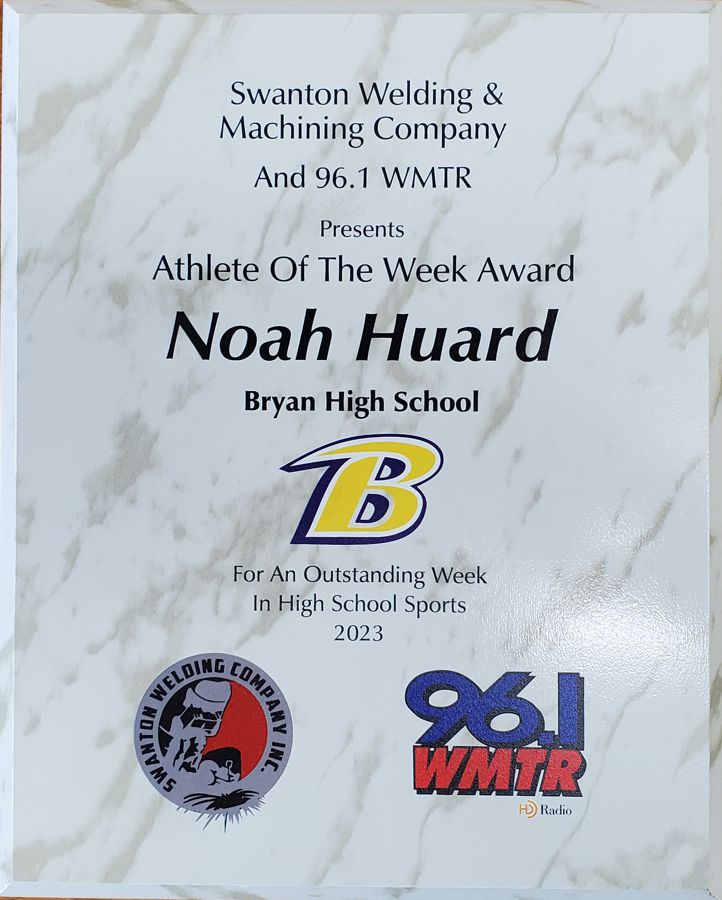 Swanton Welding &
Machining Company
And 96.1 WMTR
Presents
Athlete Of The Week Award
Noah Huard
Bryan High School
B
For An Outstanding Week
In High School Sports
2023
SWANTON WELDING COMPANY INC.
96.1
WMTR
HD Radio